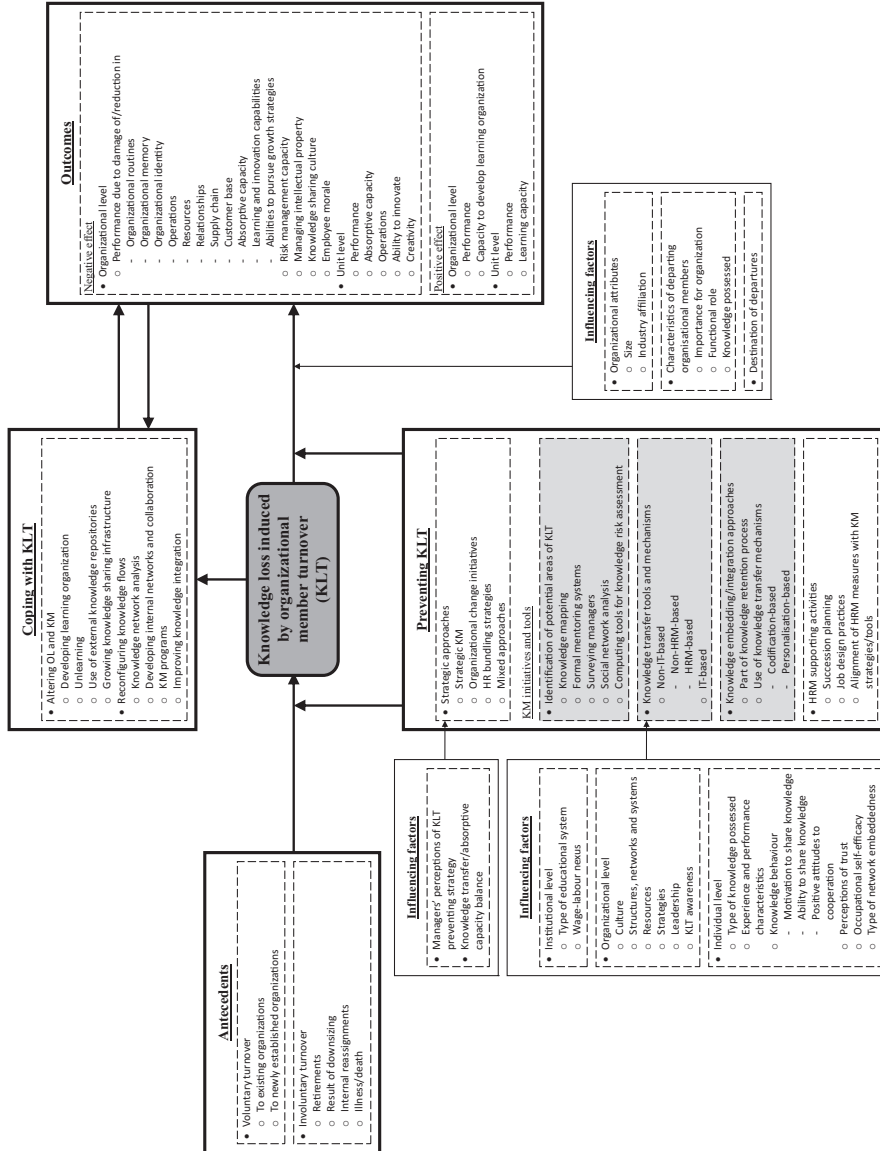 Antecedents
• Voluntary turnover
○ To existing organizations
○ To newly established organizations
• Involuntary turnover
○ Retirements
○ Result of downsizing
○ Internal reassignments
○ Illness/death
Coping with KLT
• Altering OL and KM
○ Developing learning organization
○ Unlearning
○ Use of external knowledge repositories
○ Growing knowledge sharing infrastructure
• Reconfiguring knowledge flows
○ Knowledge network analysis
○ Developing internal networks and collaboration
○ KM programs
○ Improving knowledge integration
Knowledge loss induced
by organizational
member turnover
(KLT)
Outcomes
Negative effect
• Organizational level
○ Performance due to damage of/reduction in
- Organizational routines
- Organizational memory
- Organizational identity
- Operations
- Resources
- Relationships
- Supply chain
- Customer base
- Absorptive capacity
- Learning and innovation capabilities
- Abilities to pursue growth strategies
○ Risk management capacity
○ Managing intellectual property
○ Knowledge sharing culture
○ Employee morale
• Unit level
○ Performance
○ Absorptive capacity
○ Operations
○ Ability to innovate
○ Creativity
Positive effect
• Organizational level
○ Performance
○ Capacity to develop learning organization
• Unit level
○ Performance
○ Learning capacity
Influencing factors
• Managers' perceptions of KLT
preventing strategy
• Knowledge transfer/absorptive
capacity balance
Influencing factors
• Institutional level
○ Type of educational system
○ Wage-labour nexus
• Organizational level
○ Culture
○ Structures, networks and systems
○ Resources
○ Strategies
○ Leadership
○ KLT awareness
• Individual level
○ Type of knowledge possessed
○ Experience and performance
characteristics
○ Knowledge behaviour
- Motivation to share knowledge
- Ability to share knowledge
- Positive attitudes to
cooperation
○ Perceptions of trust
○ Occupational self-efficacy
○ Type of network embeddedness
Preventing KLT
• Strategic approaches
○ Strategic KM
○ Organizational change initiatives
○ HR bundling strategies
○ Mixed approaches
KM initiatives and tools
• Identification of potential areas of KLT
○ Knowledge mapping
○ Formal mentoring systems
○ Surveying managers
○ Social network analysis
○ Computing tools for knowledge risk assessment
• Knowledge transfer tools and mechanisms
○ Non-IT-based
- Non-HRM-based
- HRM-based
○ IT-based
• Knowledge embedding/integration approaches
○ Part of knowledge retention process
○ Use of knowledge transfer mechanisms
- Codification-based
- Personalisation-based
• HRM supporting activities
○ Succession planning
○ Job design practices
○ Alignment of HRM measures with KM
strategies/tools
Influencing factors
• Organizational attributes
○ Size
○ Industry affiliation
• Characteristics of departing
organisational members
○ Importance for organization
○ Functional role
○ Knowledge possessed
• Destination of departures